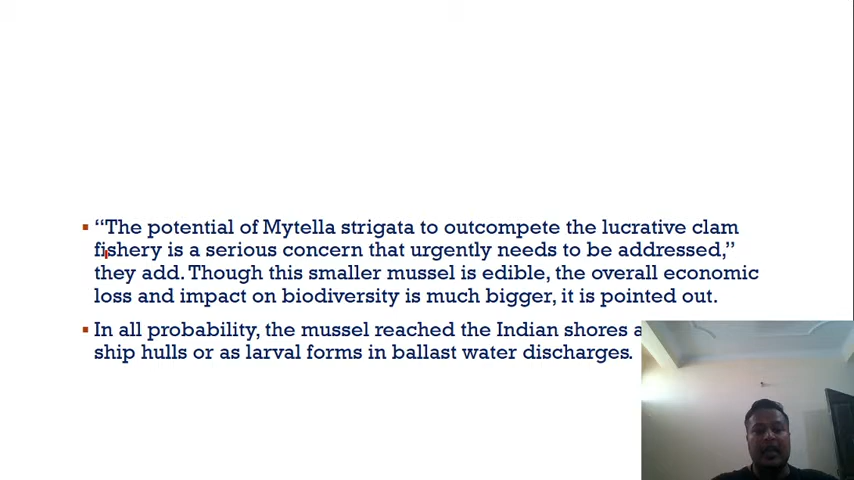 “The potential of Mytella strigata to outcompete the lucrative clam
fishery is a serious concern that urgently needs to be addressed,”
they add. Though this smaller mussel is edible, the overall economic
loss and impact on biodiversity is much bigger, it is pointed out.
In all probability, the mussel reached the Indian shores
ship hulls or as larval forms in ballast water discharges.